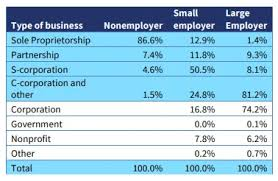 Small Large
Type of business Nonemployer employer Employer
Sole Proprietorship 86.6% 12.9% 1.4%
Partnership 7.4% 11.8% 9.3%
S-corporation 4.6% 50.5% 8.1%
C-corporation and
other 1.5% 24.8% 81.2%
Corporation 16.8% 74.2%
Government 0.0% 0.1%
Nonprofit 7.8% 6.2%
Other 0.2% 0.7%
Total 100.0% 100.0% 100.0%